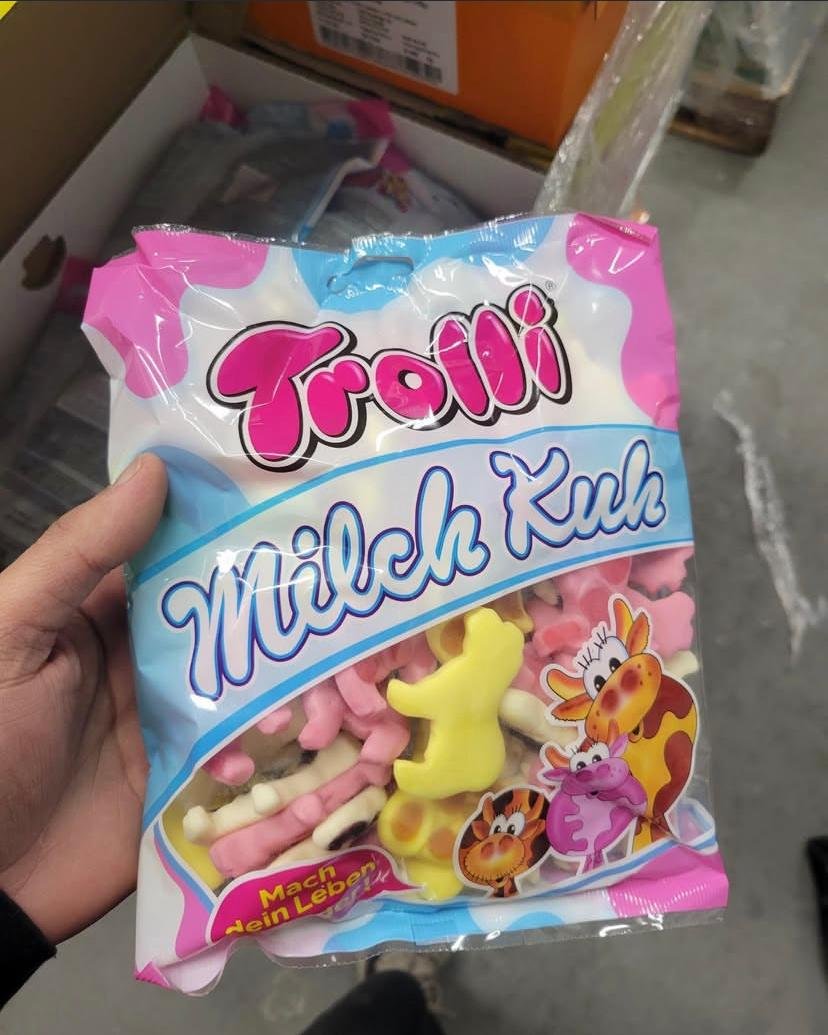 Trolli
®
Milch Kuh
Mach
dein Leben